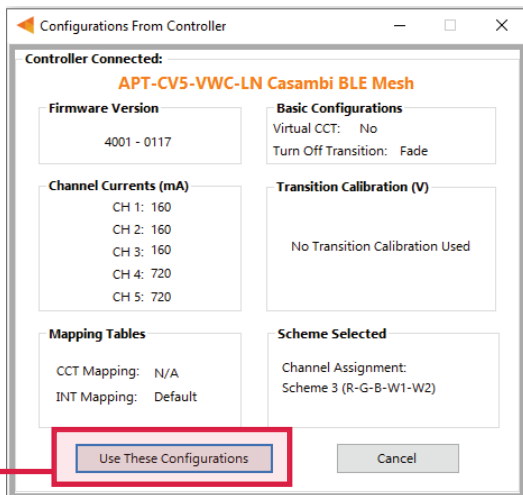 Configurations From Controller
Controller Connected:
APT-CV5-VWC-LN Casambi BLE Mesh
Firmware Version
4001 - 0117
Basic Configurations
Virtual CCT: No
Turn Off Transition: Fade
Channel Currents (mA)
CH 1: 160
CH 2: 160
CH 3: 160
CH 4: 720
CH 5: 720
Transition Calibration (V)
No Transition Calibration Used
Mapping Tables
CCT Mapping: N/A
INT Mapping: Default
Scheme Selected
Channel Assignment:
Scheme 3 (R-G-B-W1-W2)
Use These Configurations
Cancel